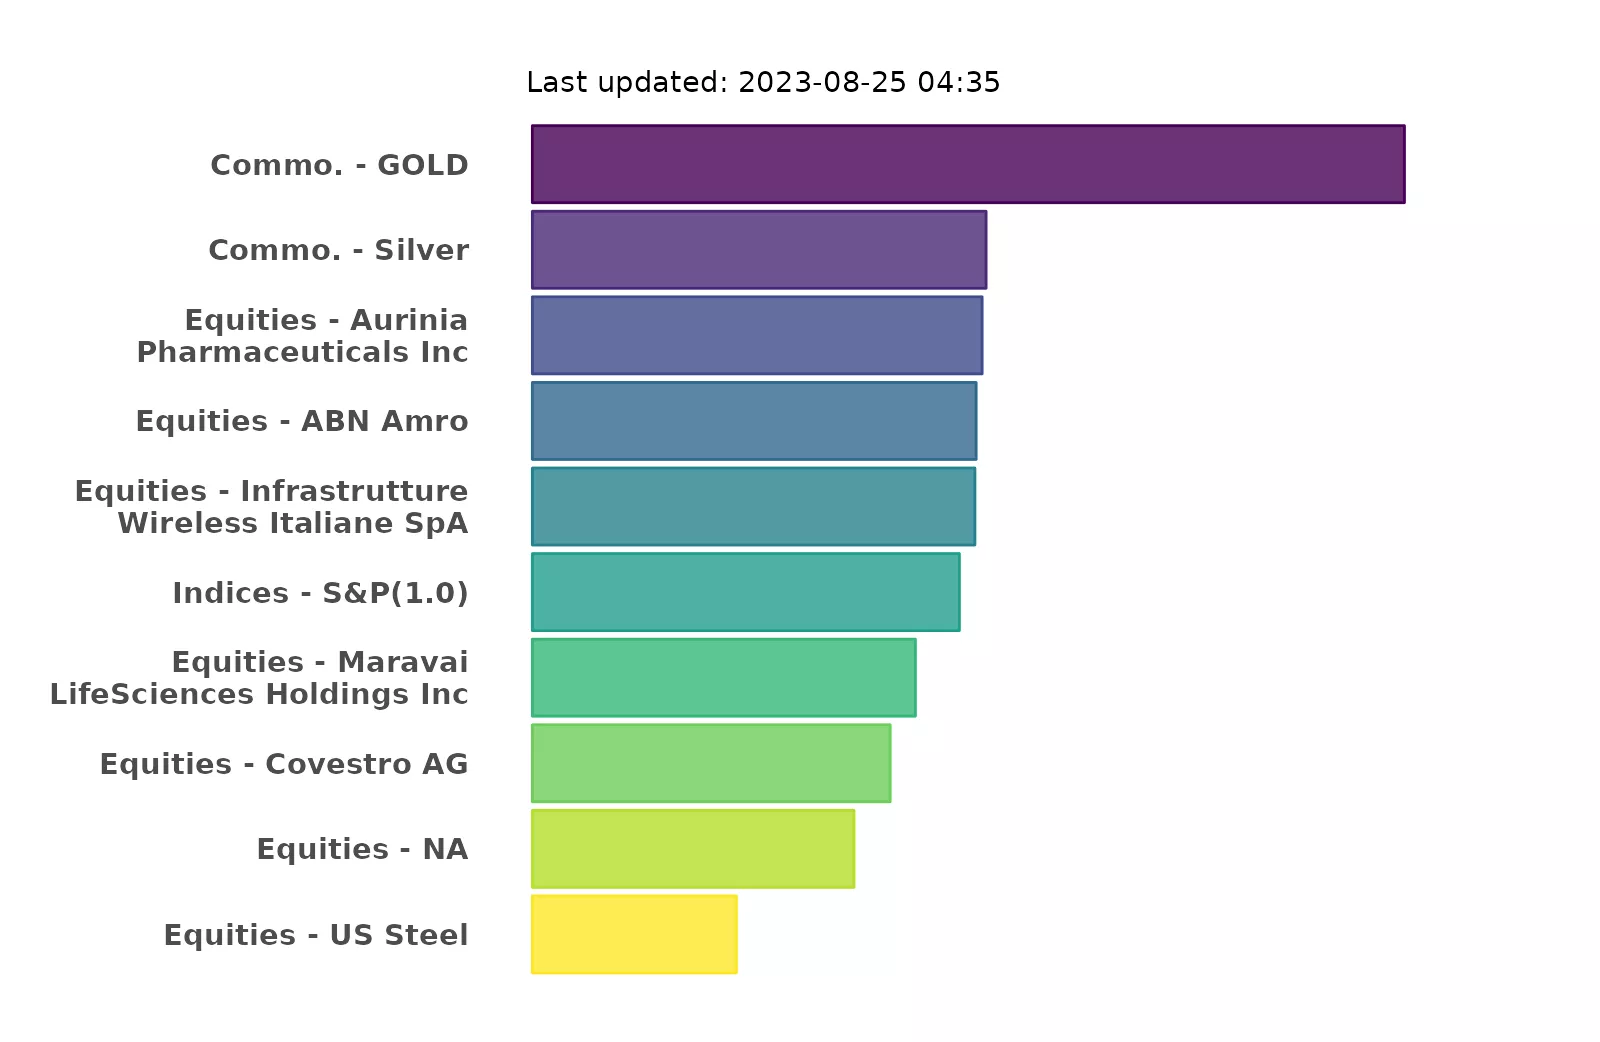 Last updated: 2023-08-25 04:35
Commo. - GOLD
Commo. - Silver
Equities - Aurinia
Pharmaceuticals Inc
Equities - ABN Amro
Equities - Infrastrutture
Wireless Italiane SpA
Indices - S&P(1.0)
Equities - Maravai
LifeSciences Holdings Inc
Equities - Covestro AG
Equities - NA
Equities - US Steel